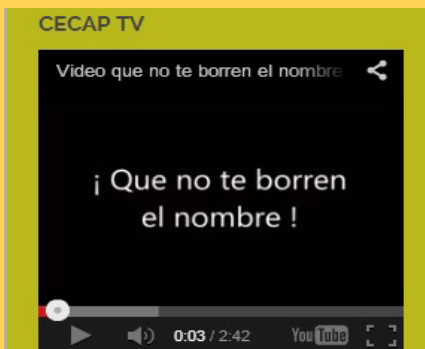 CECAP TV
Video que no te borren el nombre
¡ Que no te borren
el nombre !
0:03 / 2:42
YouTube